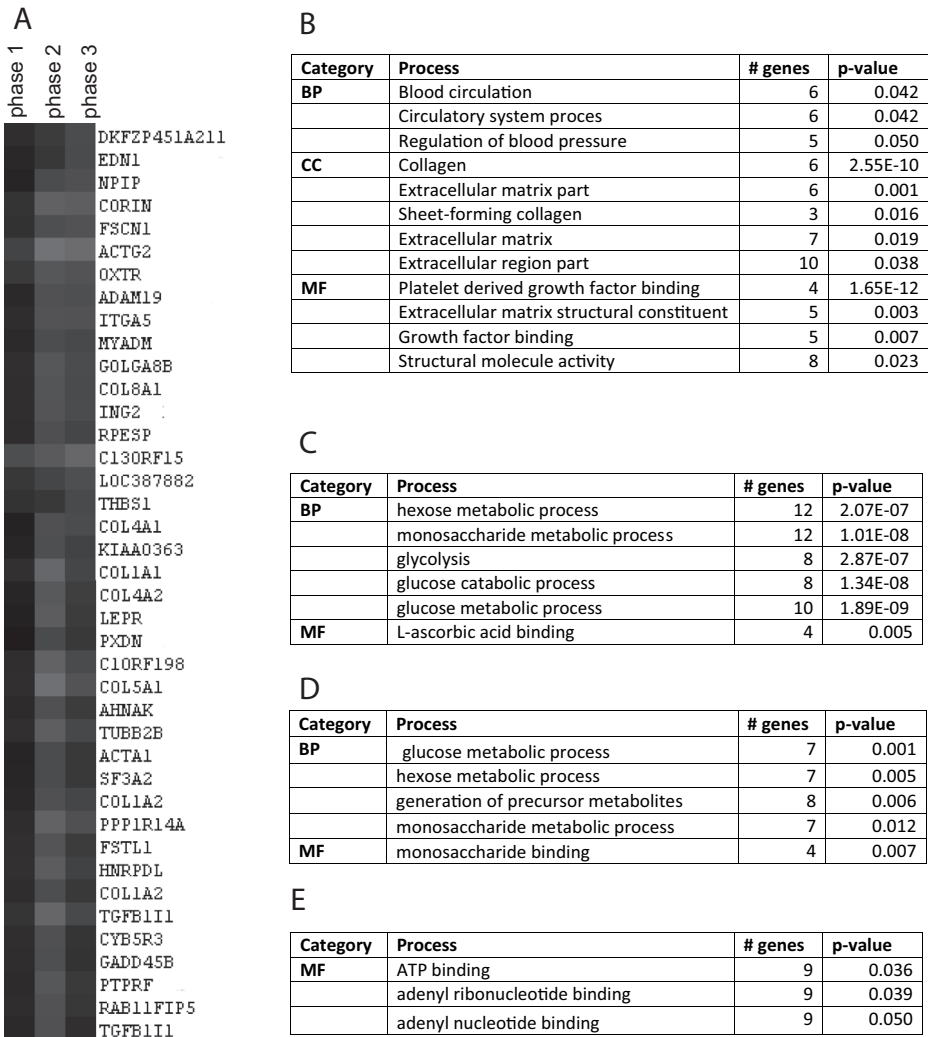 A
phase 1
phase 2
phase 3
DKFZP451A211
EDN1
NPIP
CORIN
FSCN1
ACTG2
OXTR
ADAM19
ITGA5
MYADM
GOLGA8B
COL8A1
ING2
RPESP
C13ORF15
LOC387882
THBS1
COL4A1
KIAA0363
COL1A1
COL4A2
LEPR
PXDN
C1ORF198
COL5A1
AHNAK
TUBB2B
ACTA1
SF3A2
COL1A2
PPP1R14A
FSTL1
HNRPDL
COL1A2
TGFB1I1
CYB5R3
GADD45B
PTPRF
RAB11FIP5
TGFB1I1
B
Category Process # genes p-value
BP Blood circulation 6 0.042
Circulatory system proces 6 0.042
Regulation of blood pressure 5 0.050
CC Collagen 6 2.55E-10
Extracellular matrix part 6 0.001
Sheet-forming collagen 3 0.016
Extracellular matrix 7 0.019
Extracellular region part 10 0.038
MF Platelet derived growth factor binding 4 1.65E-12
Extracellular matrix structural constituent 5 0.003
Growth factor binding 5 0.007
Structural molecule activity 8 0.023
C
Category Process # genes p-value
BP hexose metabolic process 12 2.07E-07
monosaccharide metabolic process 12 1.01E-08
glycolysis 8 2.87E-07
glucose catabolic process 8 1.34E-08
glucose metabolic process 10 1.89E-09
MF L-ascorbic acid binding 4 0.005
D
Category Process # genes p-value
BP glucose metabolic process 7 0.001
hexose metabolic process 7 0.005
generation of precursor metabolites 8 0.006
monosaccharide metabolic process 7 0.012
MF monosaccharide binding 4 0.007
E
Category Process # genes p-value
MF ATP binding 9 0.036
adenyl ribonucleotide binding 9 0.039
adenyl nucleotide binding 9 0.050